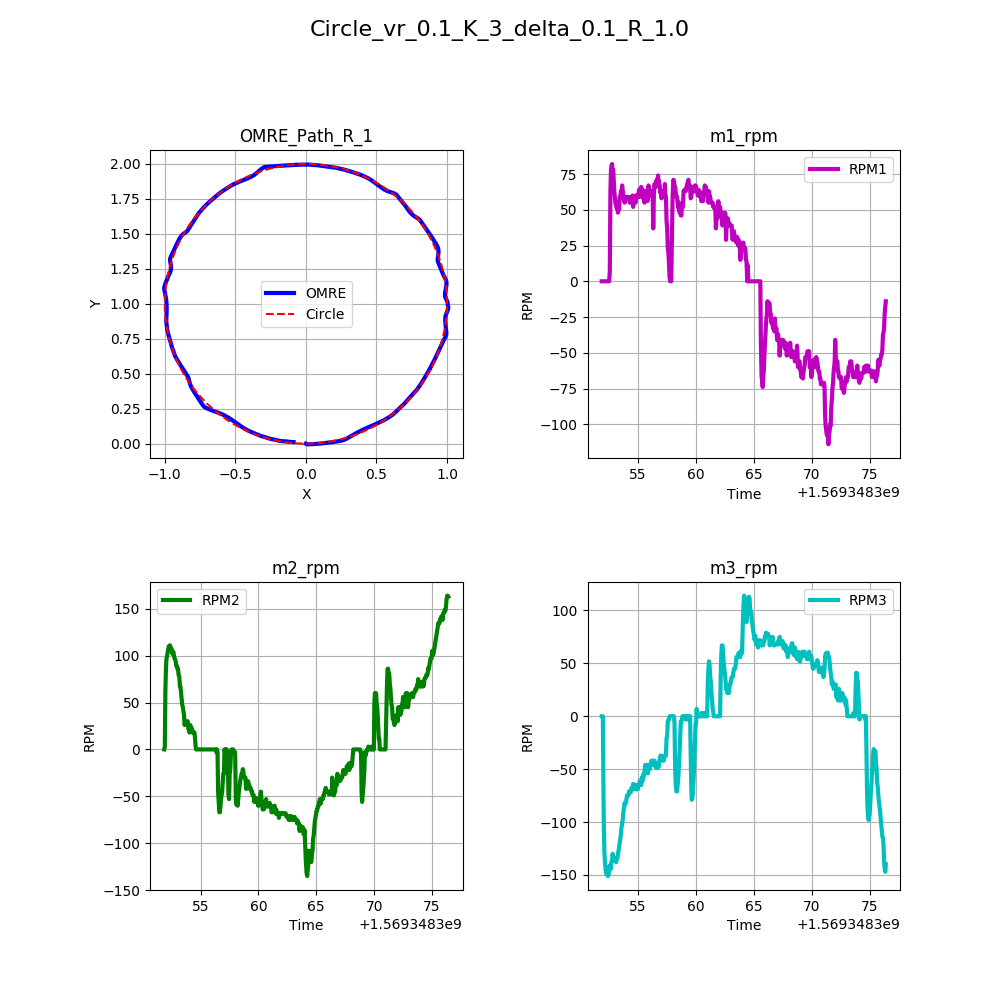 Circle_vr_0.1_K_3_delta_0.1_R_1.0
OMRE_Path_R_1
2.00
1.75
1.50
1.25
1.00
0.75
0.50
0.25
0.00
Y
OMRE
Circle
−1.0 −0.5 0.0 0.5 1.0
X
m1_rpm
RPM1
75
50
25
0
−25
−50
−75
−100
RPM
55 60 65 70 75
Time +1.5693483e9
m2_rpm
RPM2
150
100
50
0
−50
−100
−150
RPM
55 60 65 70 75
Time +1.5693483e9
m3_rpm
RPM3
100
50
0
−50
−100
−150
RPM
55 60 65 70 75
Time +1.5693483e9